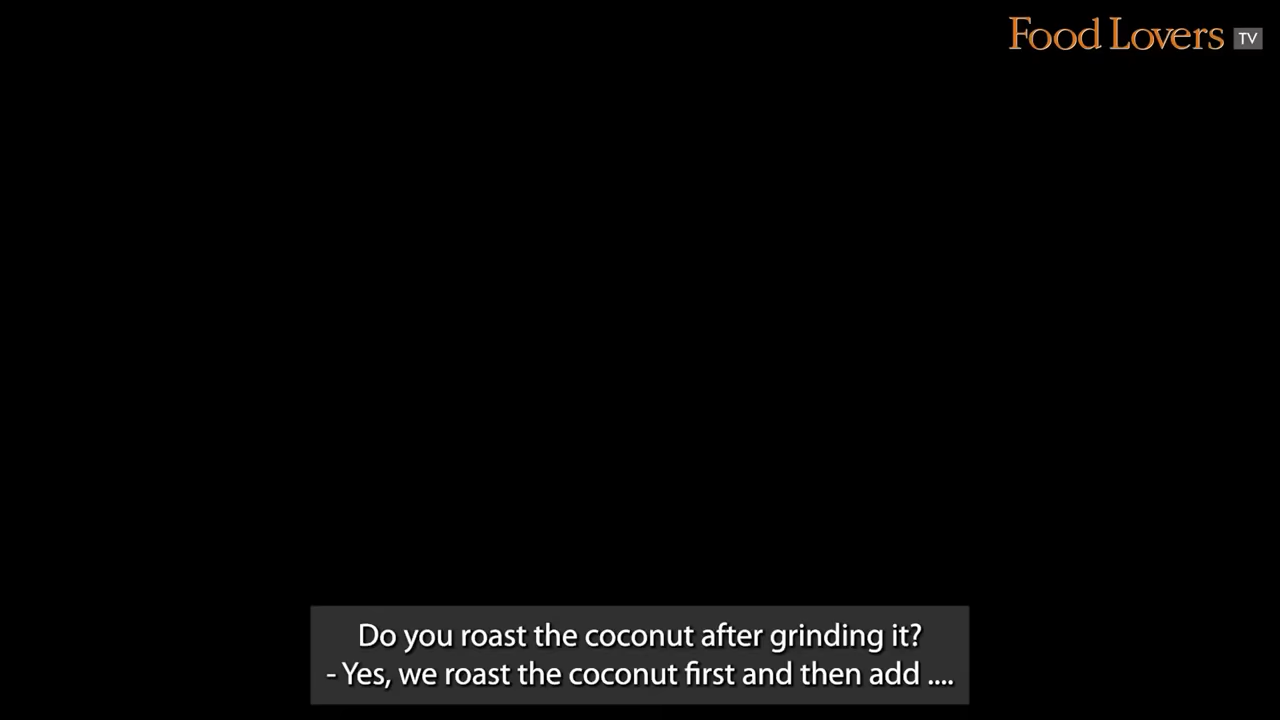 Food Lovers TV
Do you roast the coconut after grinding it?
- Yes, we roast the coconut first and then add ....